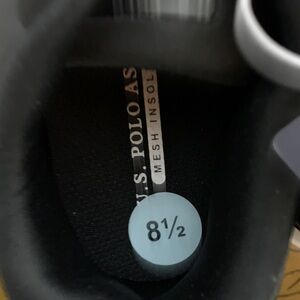 U.S. POLO AS
MESH INSOL
8½